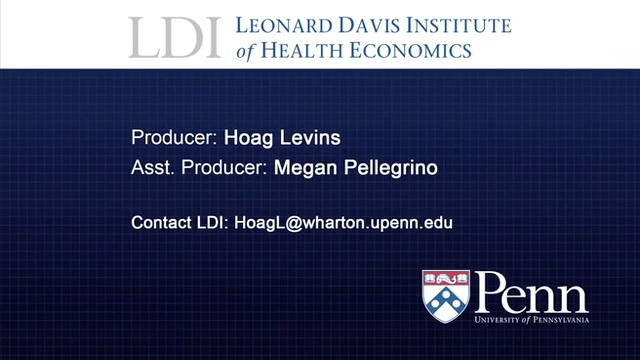 LDI LEONARD DAVIS INSTITUTE
of HEALTH ECONOMICS
Producer: Hoag Levins
Asst. Producer: Megan Pellegrino
Contact LDI: HoagL@wharton.upenn.edu
Penn
UNIVERSITY of PENNSYLVANIA